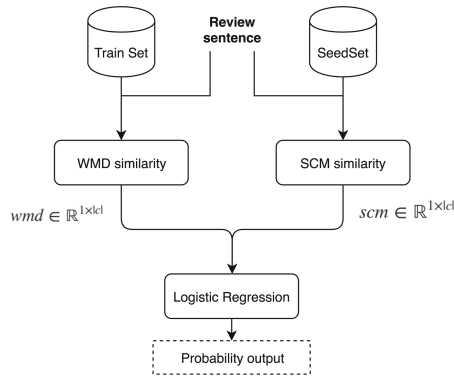 Review
sentence
Train Set
SeedSet
WMD similarity
SCM similarity
wmd ∈ ℝ^{1×|c|}
scm ∈ ℝ^{1×|c|}
Logistic Regression
Probability output